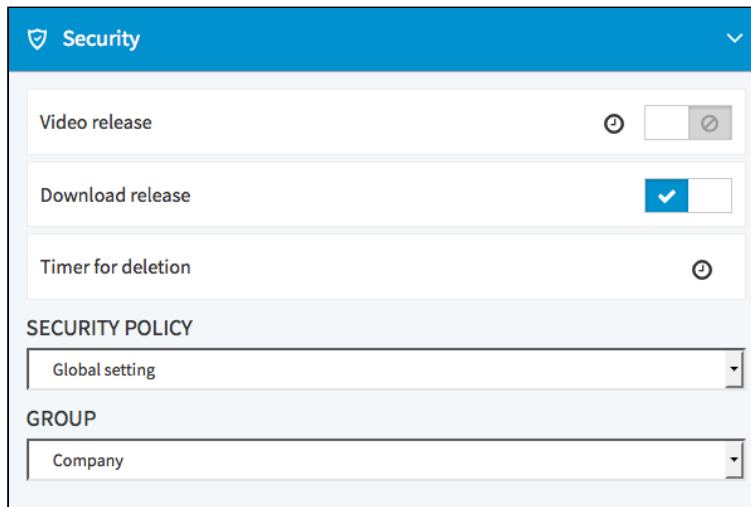 Security
Video release
Download release
Timer for deletion
SECURITY POLICY
Global setting
GROUP
Company